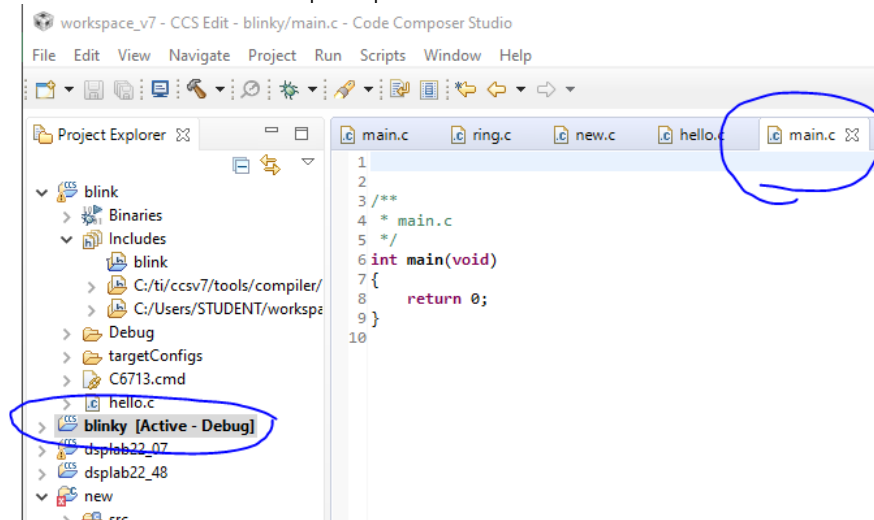 workspace_v7 - CCS Edit - blinky/main.c - Code Composer Studio
File Edit View Navigate Project Run Scripts Window Help
Project Explorer
main.c ring.c new.c hello.c main.c
blink
Binaries
Includes
blink
C:/ti/ccsv7/tools/compiler/
C:/Users/STUDENT/workspa
Debug
targetConfigs
C6713.cmd
hello.c
blinky [Active - Debug]
dsplab22_07
dsplab22_48
new
src
1
2
3 /**
4 * main.c
5 */
6 int main(void)
7 {
8 return 0;
9 }
10